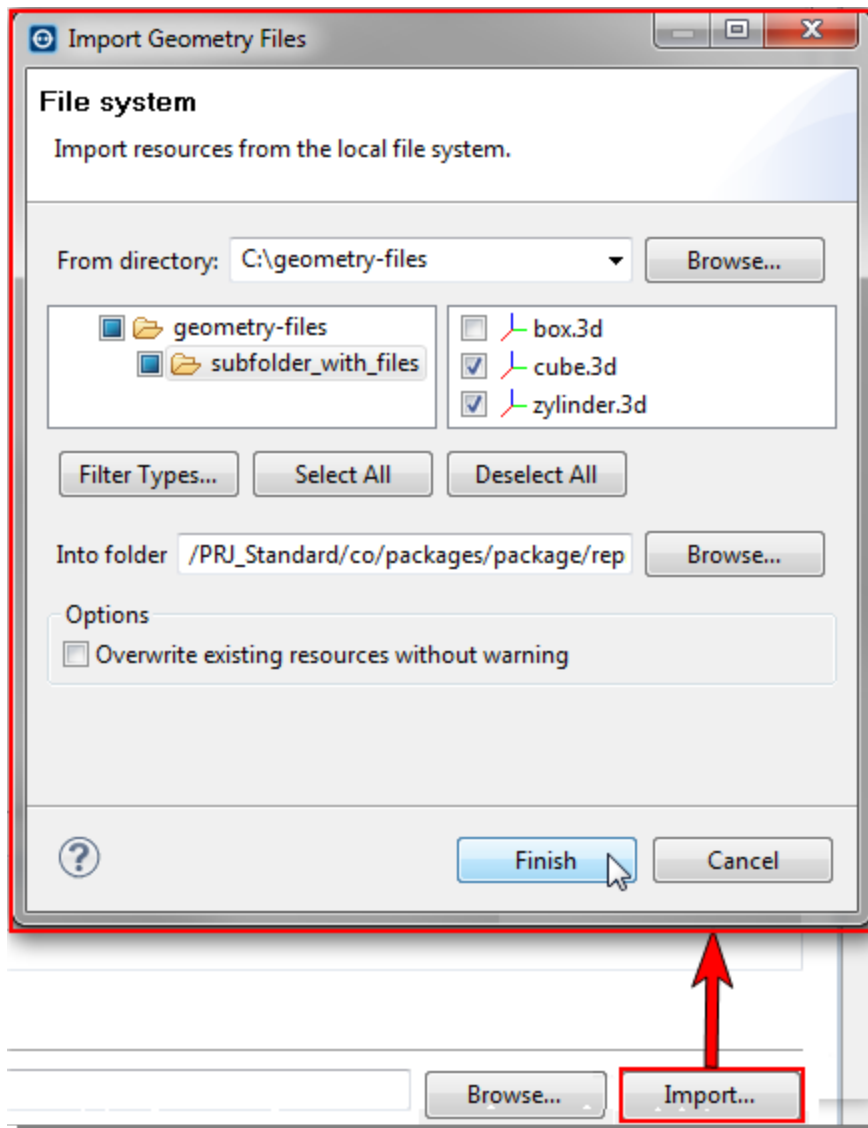 Import Geometry Files
File system
Import resources from the local file system.
From directory: C:\geometry-files Browse...
geometry-files
subfolder_with_files
box.3d
cube.3d
zylinder.3d
Filter Types... Select All Deselect All
Into folder /PRJ_Standard/co/packages/package/rep Browse...
Options
Overwrite existing resources without warning
? Finish Cancel
Browse... Import...